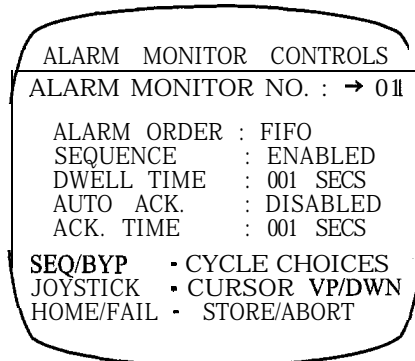 ALARM MONITOR CONTROLS
ALARM MONITOR NO. : → 01
ALARM ORDER : FIFO
SEQUENCE : ENABLED
DWELL TIME : 001 SECS
AUTO ACK. : DISABLED
ACK. TIME : 001 SECS
SEQ/BYP - CYCLE CHOICES
JOYSTICK - CURSOR VP/DWN
HOME/FAIL - STORE/ABORT